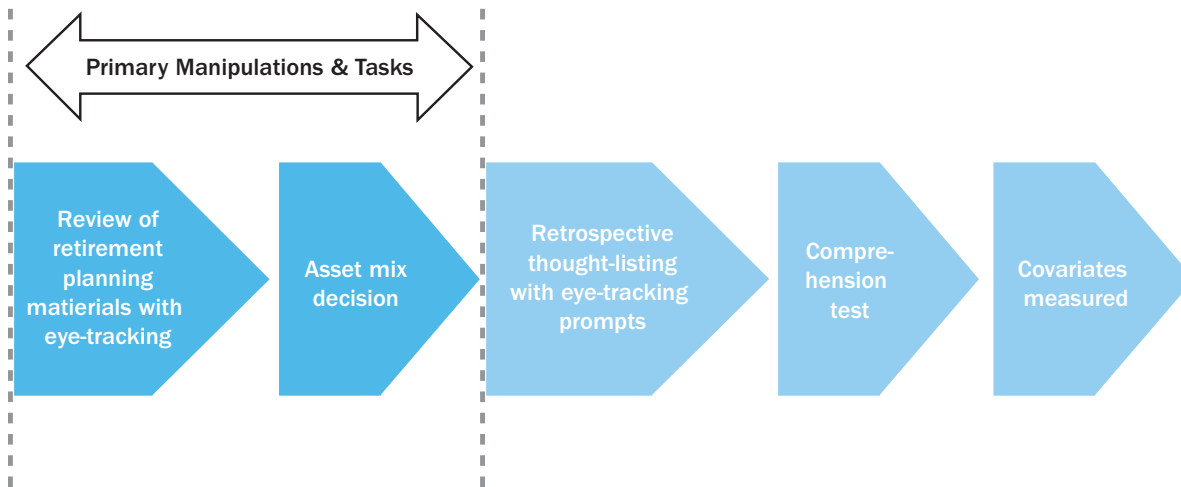 Primary Manipulations & Tasks
Review of
retirement
planning
matierials with
eye-tracking
Asset mix
decision
Retrospective
thought-listing
with eye-tracking
prompts
Compre-
hension
test
Covariates
measured